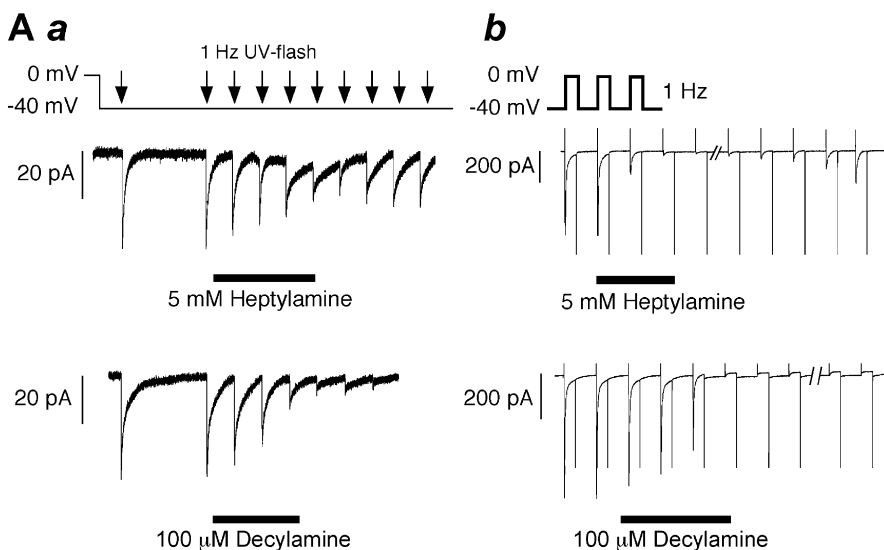 A a
1 Hz UV-flash
0 mV
-40 mV
20 pA
5 mM Heptylamine
20 pA
100 µM Decylamine
b
0 mV
-40 mV
1 Hz
200 pA
5 mM Heptylamine
200 pA
100 µM Decylamine